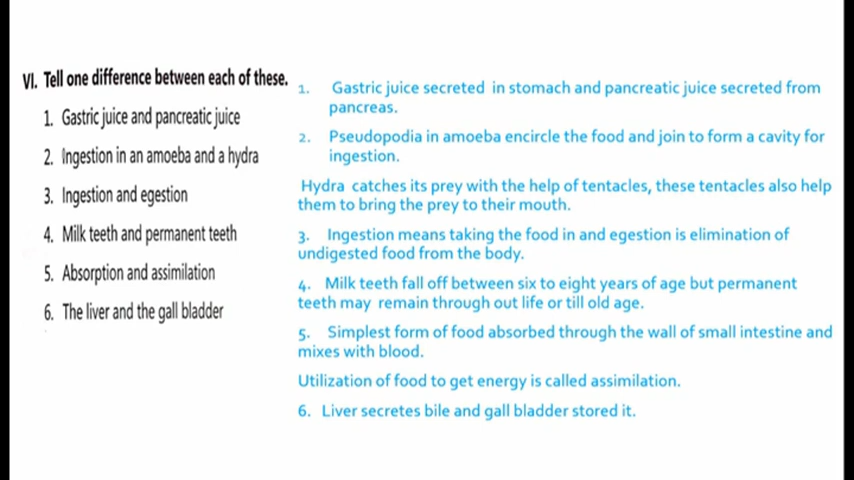 VI. Tell one difference between each of these.
1. Gastric juice and pancreatic juice
2. Ingestion in an amoeba and a hydra
3. Ingestion and egestion
4. Milk teeth and permanent teeth
5. Absorption and assimilation
6. The liver and the gall bladder
1. Gastric juice secreted in stomach and pancreatic juice secreted from
pancreas.
2. Pseudopodia in amoeba encircle the food and join to form a cavity for
ingestion.
Hydra catches its prey with the help of tentacles, these tentacles also help
them to bring the prey to their mouth.
3. Ingestion means taking the food in and egestion is elimination of
undigested food from the body.
4. Milk teeth fall off between six to eight years of age but permanent
teeth may remain through out life or till old age.
5. Simplest form of food absorbed through the wall of small intestine and
mixes with blood.
Utilization of food to get energy is called assimilation.
6. Liver secretes bile and gall bladder stored it.